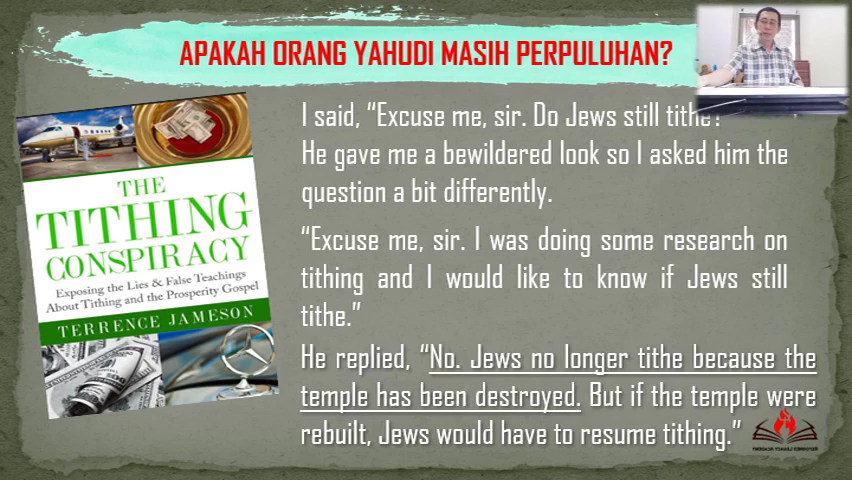 APAKAH ORANG YAHUDI MASIH PERPULUHAN?
THE
TITHING
CONSPIRACY
Exposing the Lies & False Teachings
About Tithing and the Prosperity Gospel
TERRENCE JAMESON
I said, “Excuse me, sir. Do Jews still tithe?
He gave me a bewildered look so I asked him the
question a bit differently.
“Excuse me, sir. I was doing some research on
tithing and I would like to know if Jews still
tithe.”
He replied, “No. Jews no longer tithe because the
temple has been destroyed. But if the temple were
rebuilt, Jews would have to resume tithing.”